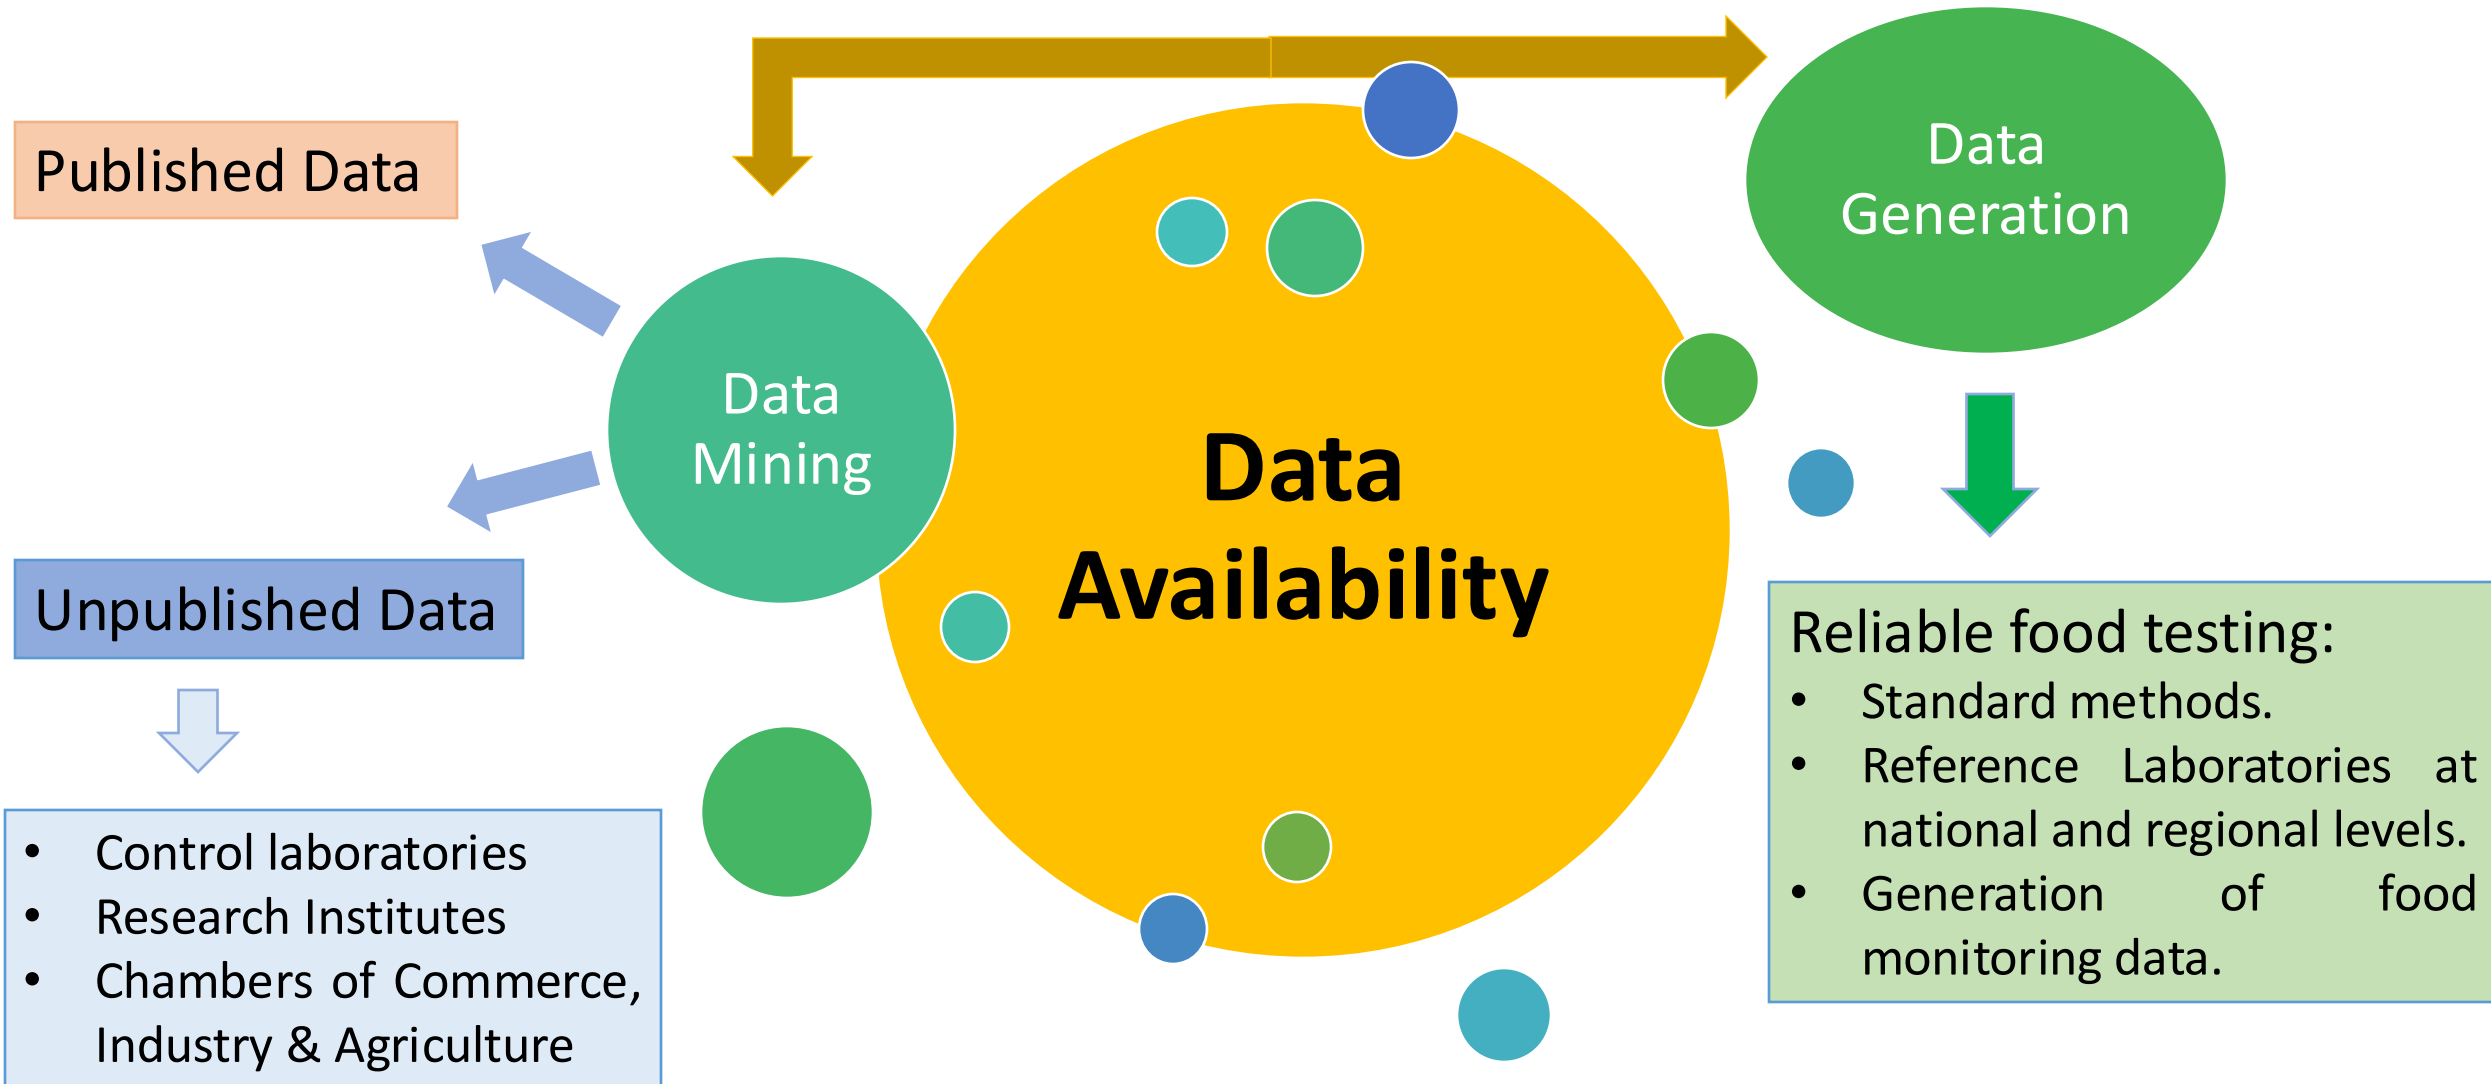 Published Data
Data
Mining
Unpublished Data
• Control laboratories
• Research Institutes
• Chambers of Commerce,
Industry & Agriculture
Data
Availability
Data
Generation
Reliable food testing:
• Standard methods.
• Reference Laboratories at
national and regional levels.
• Generation of food
monitoring data.